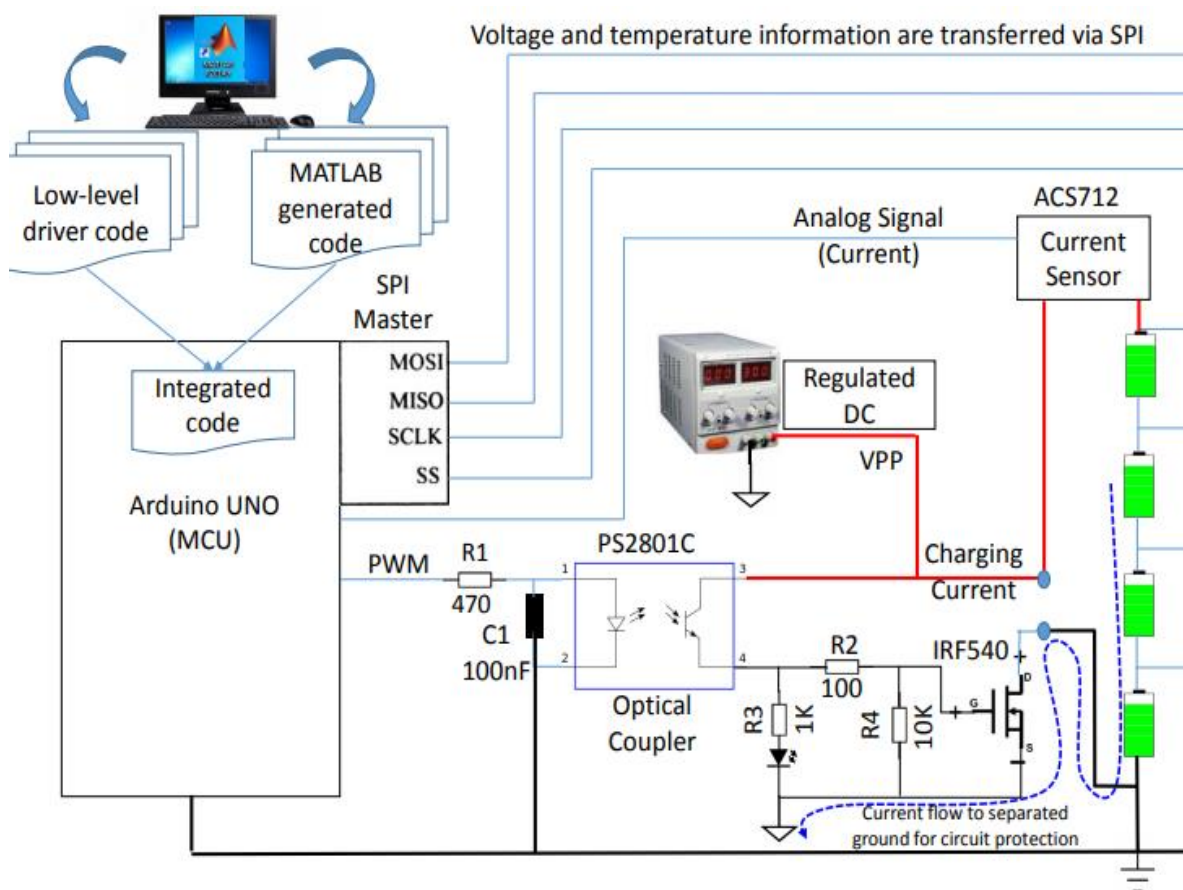 Voltage and temperature information are transferred via SPI
Low-level
driver code
MATLAB
generated
code
SPI
Master
MOSI
MISO
SCLK
SS
Integrated
code
Arduino UNO
(MCU)
Analog Signal
(Current)
ACS712
Current
Sensor
Regulated
DC
VPP
PWM
R1
470
C1
100nF
PS2801C
1
2
3
4
Optical
Coupler
Charging
Current
R2
100
R3
1K
R4
10K
IRF540
D
G
S
Current flow to separated
ground for circuit protection